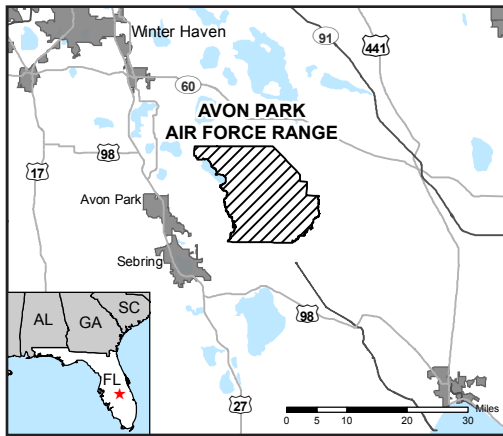 Winter Haven
91
441
60
AVON PARK
AIR FORCE RANGE
98
17
Avon Park
Sebring
98
27
AL
GA
SC
FL
Miles
0 5 10 20 30